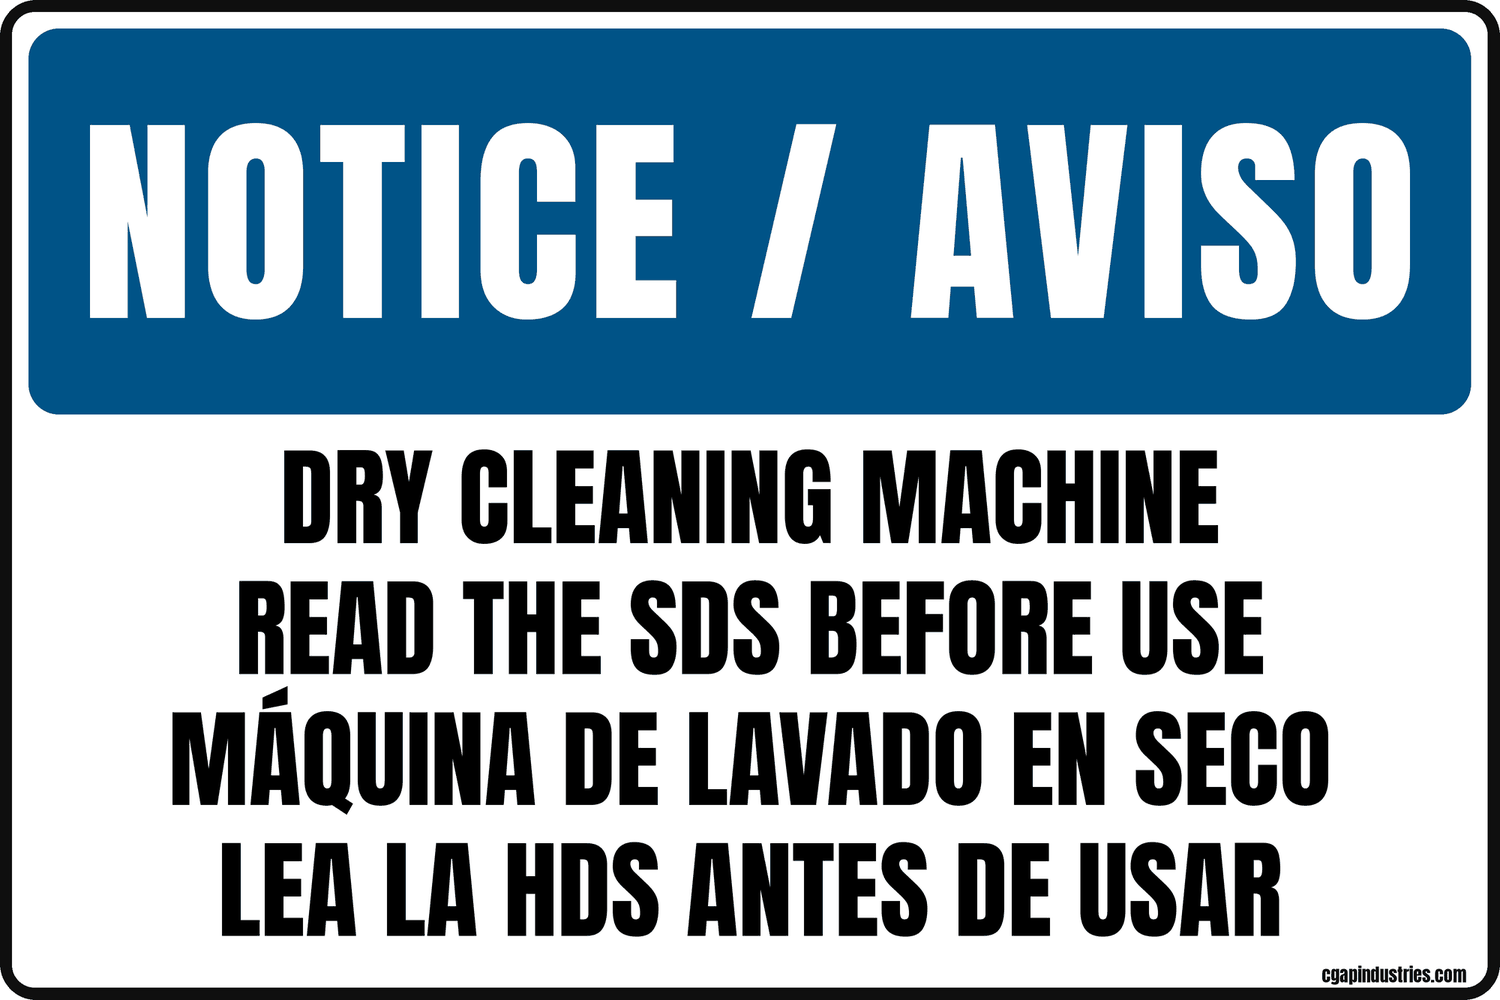 NOTICE / AVISO
DRY CLEANING MACHINE
READ THE SDS BEFORE USE
MÁQUINA DE LAVADO EN SECO
LEA LA HDS ANTES DE USAR
cgapindustries.com